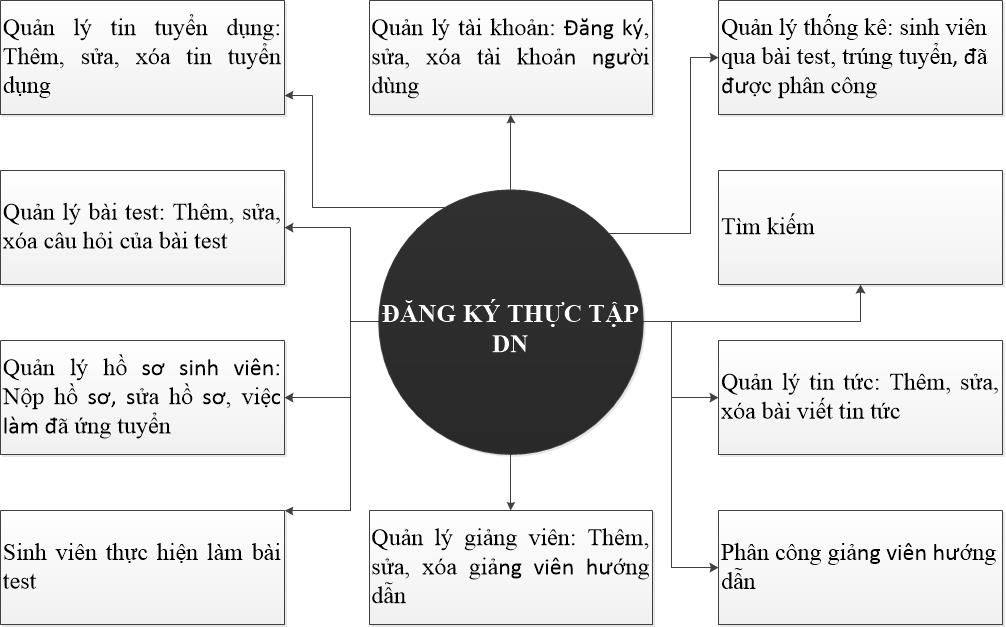 Quản lý tin tuyển dụng:
Thêm, sửa, xóa tin tuyển
dụng
Quản lý tài khoản: Đăng ký,
sửa, xóa tài khoản người
dùng
Quản lý thống kê: sinh viên
qua bài test, trúng tuyển, đã
được phân công
Quản lý bài test: Thêm, sửa,
xóa câu hỏi của bài test
Tìm kiếm
ĐĂNG KÝ THỰC TẬP
DN
Quản lý hồ sơ sinh viên:
Nộp hồ sơ, sửa hồ sơ, việc
làm đã ứng tuyển
Quản lý tin tức: Thêm, sửa,
xóa bài viết tin tức
Sinh viên thực hiện làm bài
test
Quản lý giảng viên: Thêm,
sửa, xóa giảng viên hướng
dẫn
Phân công giảng viên hướng
dẫn